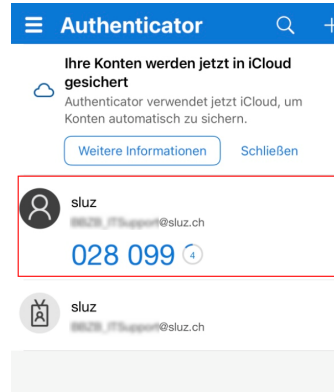 Authenticator
Ihre Konten werden jetzt in iCloud
gesichert
Authenticator verwendet jetzt iCloud, um
Konten automatisch zu sichern.
Weitere Informationen Schließen
sluz
@sluz.ch
028 099 4
sluz
@sluz.ch